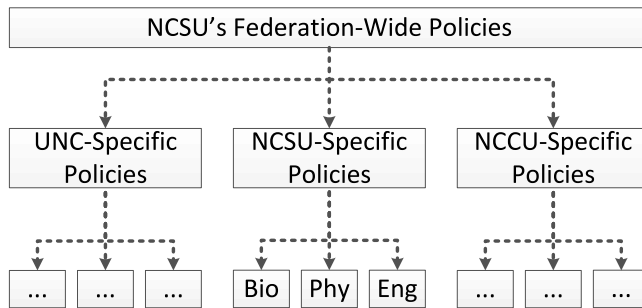 NCSU's Federation-Wide Policies
UNC-Specific
Policies
NCSU-Specific
Policies
NCCU-Specific
Policies
... ... ... Bio Phy Eng ... ... ...